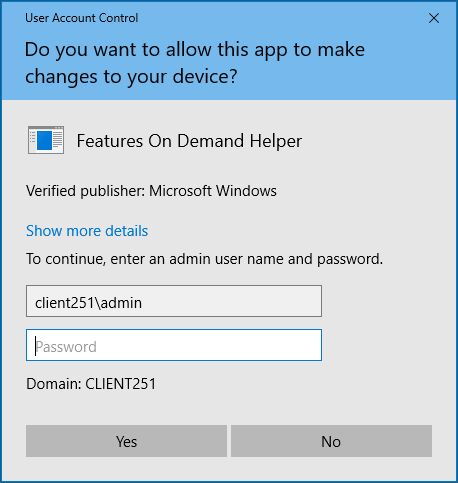 User Account Control
Do you want to allow this app to make
changes to your device?
Features On Demand Helper
Verified publisher: Microsoft Windows
Show more details
To continue, enter an admin user name and password.
client251\admin
Password
Domain: CLIENT251
Yes
No